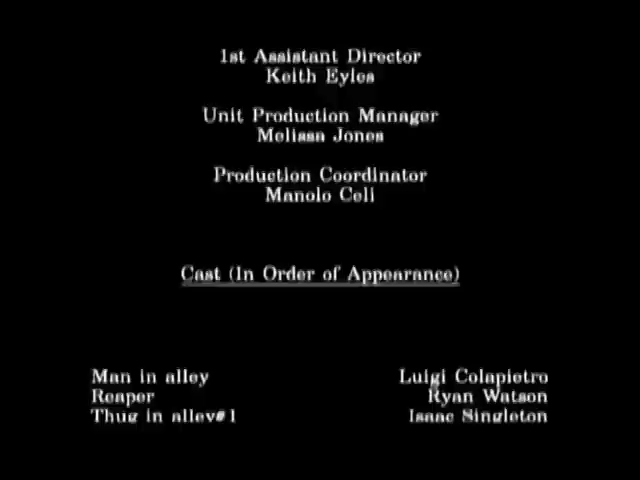 1st Assistant Director
Keith Eyles
Unit Production Manager
Melissa Jones
Production Coordinator
Manolo Celi
Cast (In Order of Appearance)
Man in alley Luigi Colapietro
Reaper Ryan Watson
Thug in alley#1 Isaac Singleton